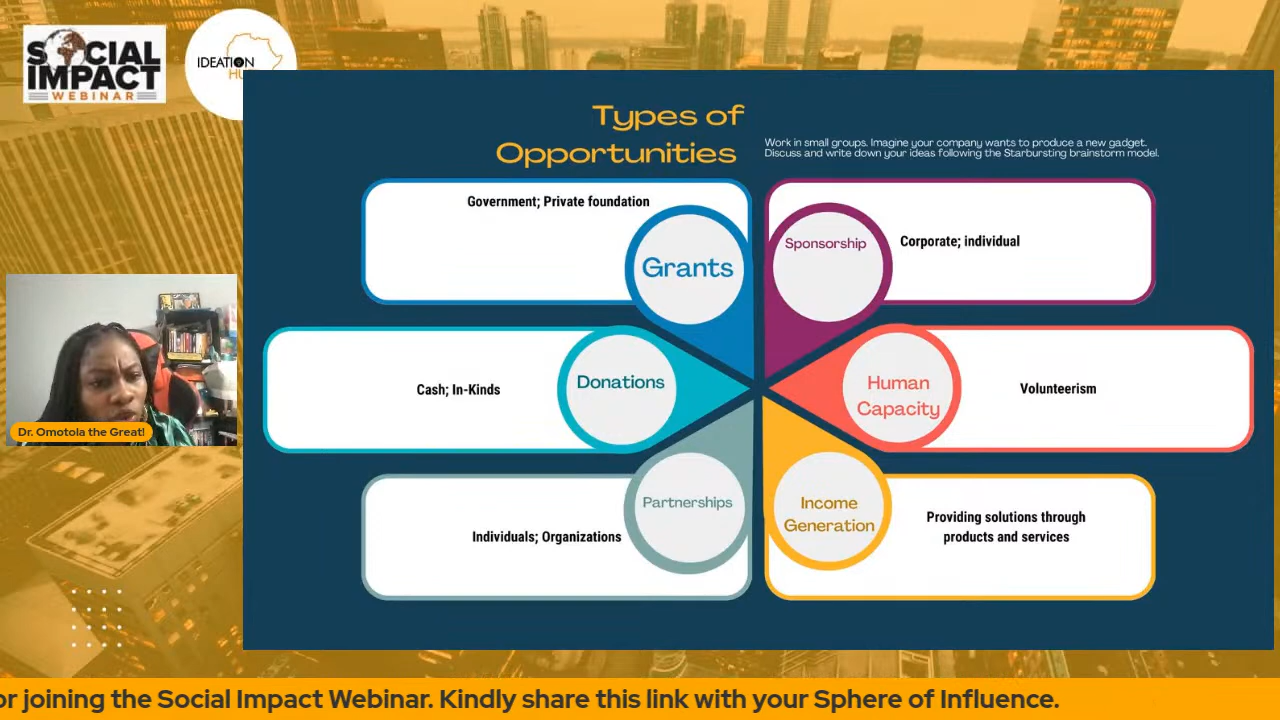 SOCIAL
IMPACT
WEBINAR
IDEATION
HU
Types of
Opportunities
Work in small groups. Imagine your company wants to produce a new gadget.
Discuss and write down your ideas following the Starbursting brainstorm model.
Government; Private foundation
Grants
Sponsorship
Corporate; individual
Cash; In-Kinds
Donations
Human
Capacity
Volunteerism
Individuals; Organizations
Partnerships
Income
Generation
Providing solutions through
products and services
Dr. Omotola the Great!
or joining the Social Impact Webinar. Kindly share this link with your Sphere of Influence.